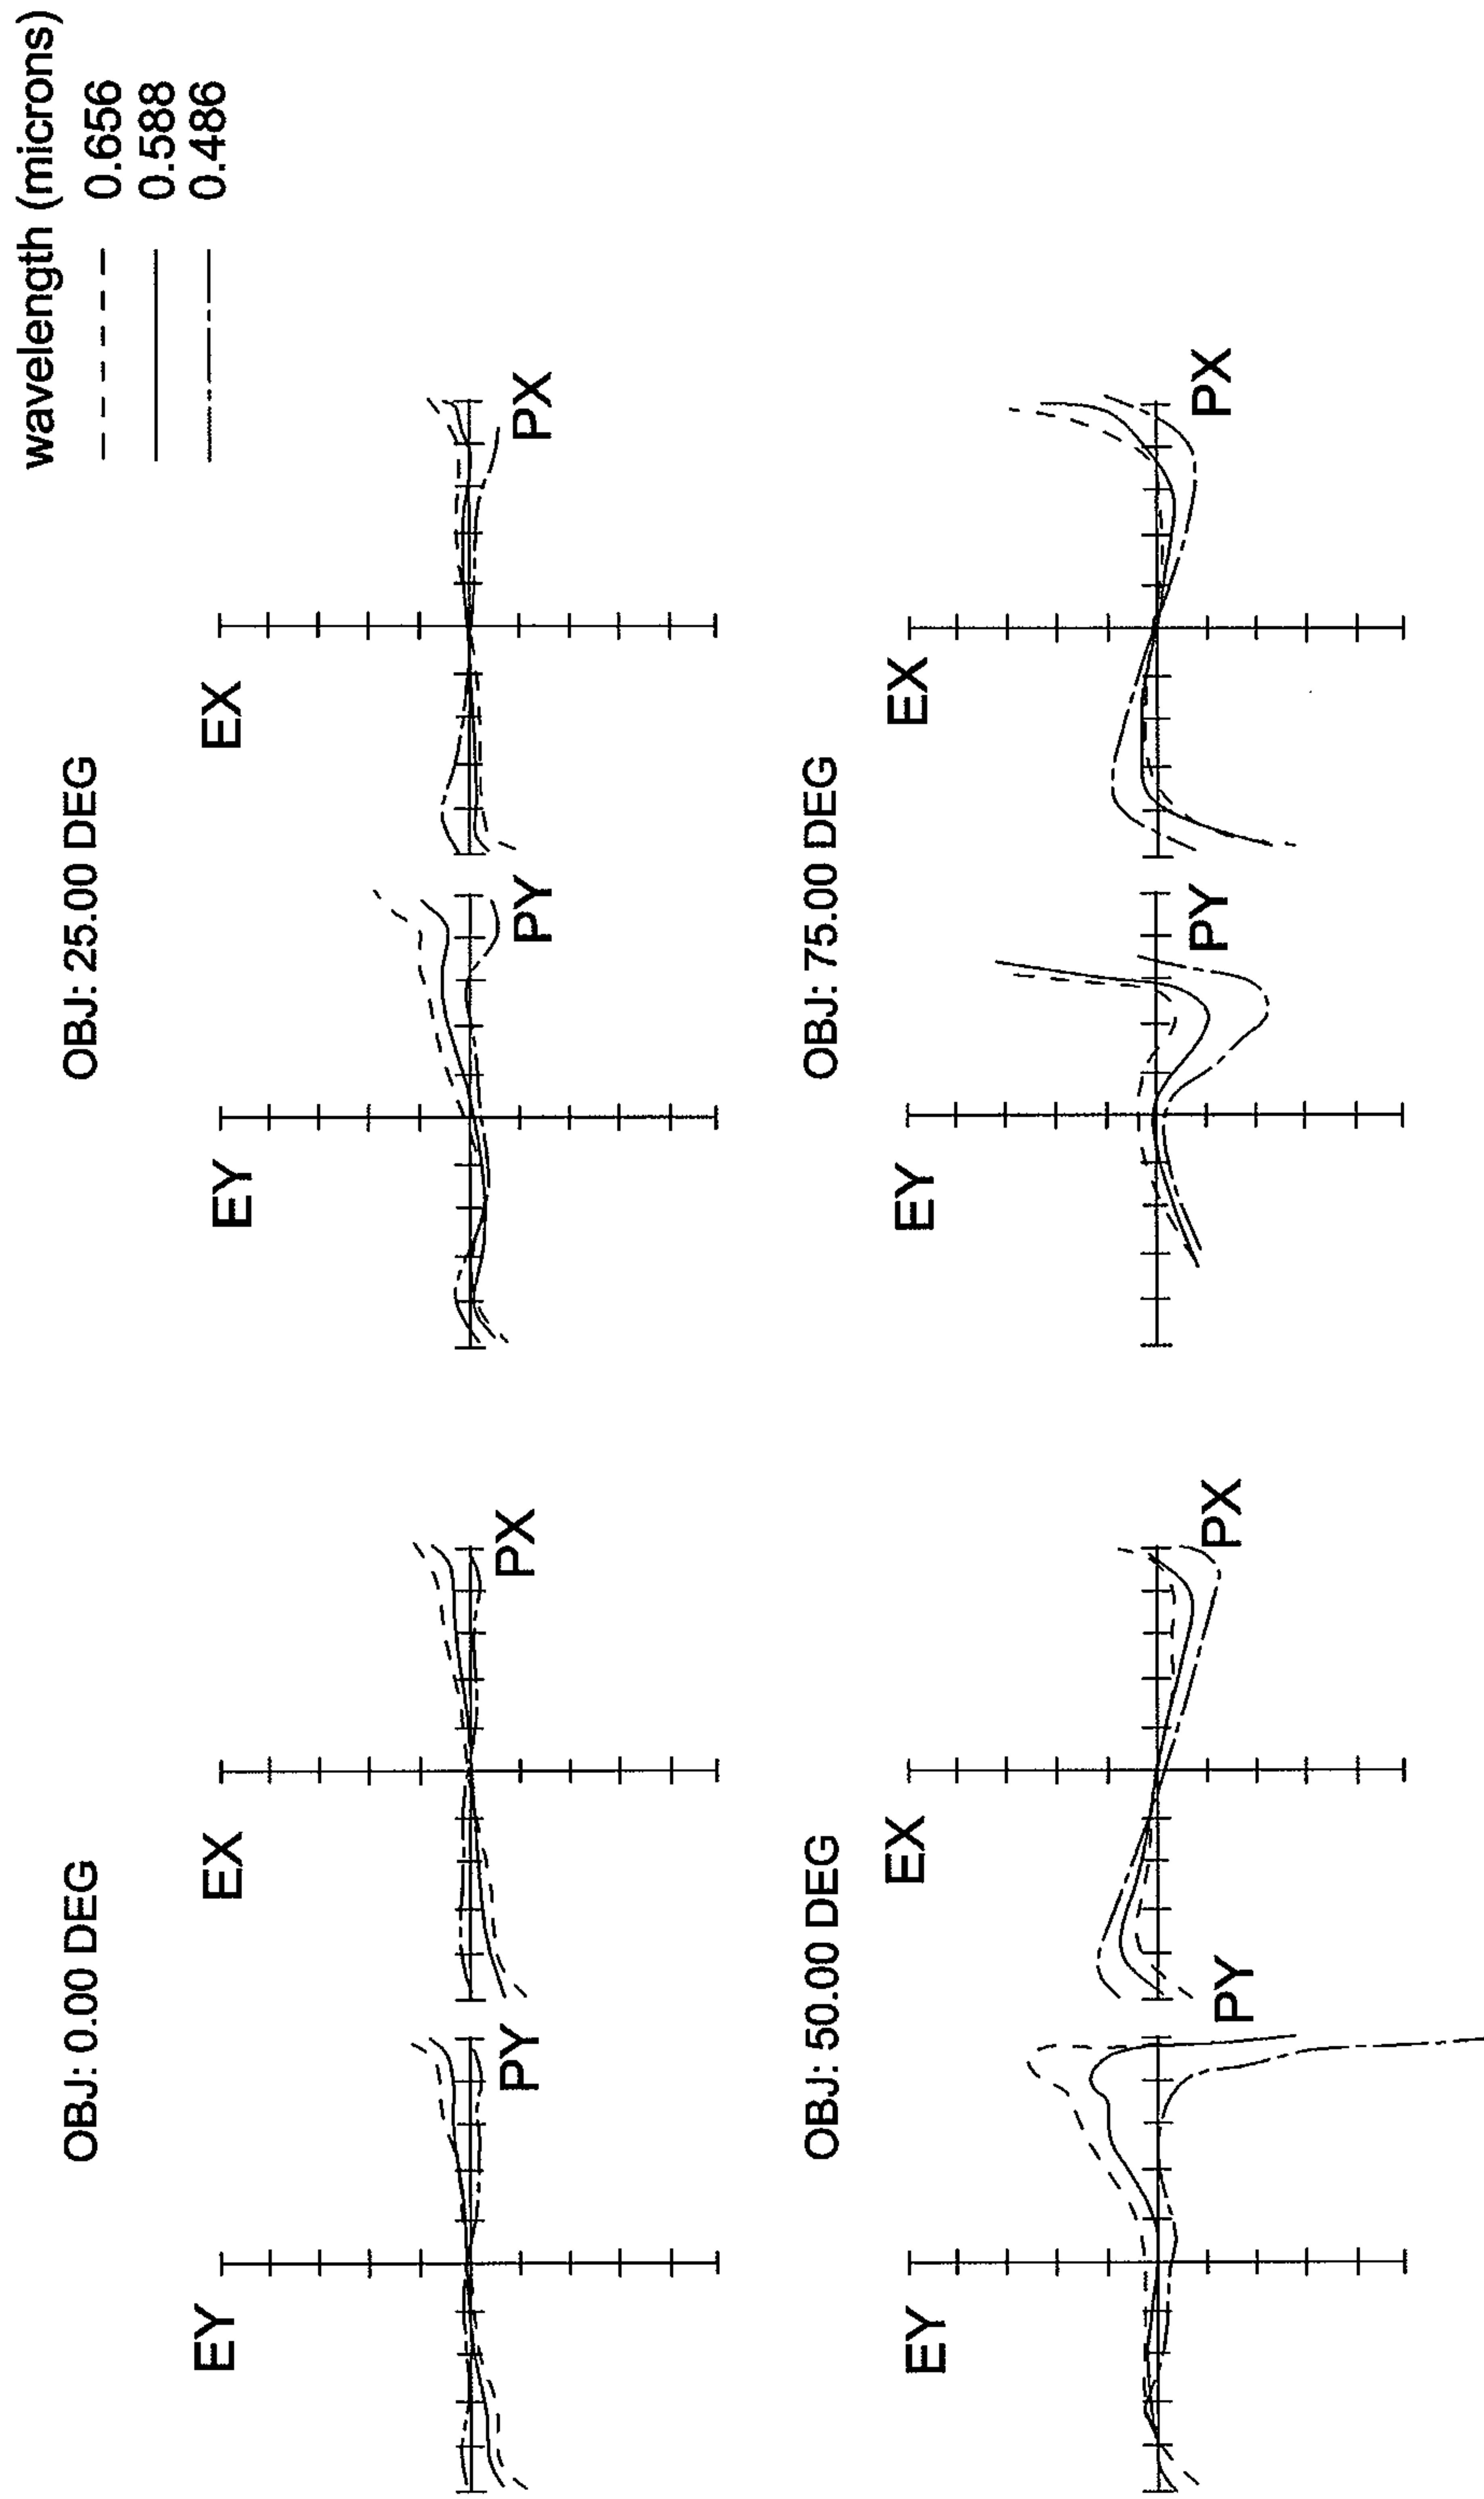 wavelength (microns)
0.656
0.588
0.486
OBJ: 0.00 DEG
EY
PY
EX
PX
OBJ: 25.00 DEG
EY
PY
EX
PX
OBJ: 50.00 DEG
EY
PY
EX
PX
OBJ: 75.00 DEG
EY
PY
EX
PX